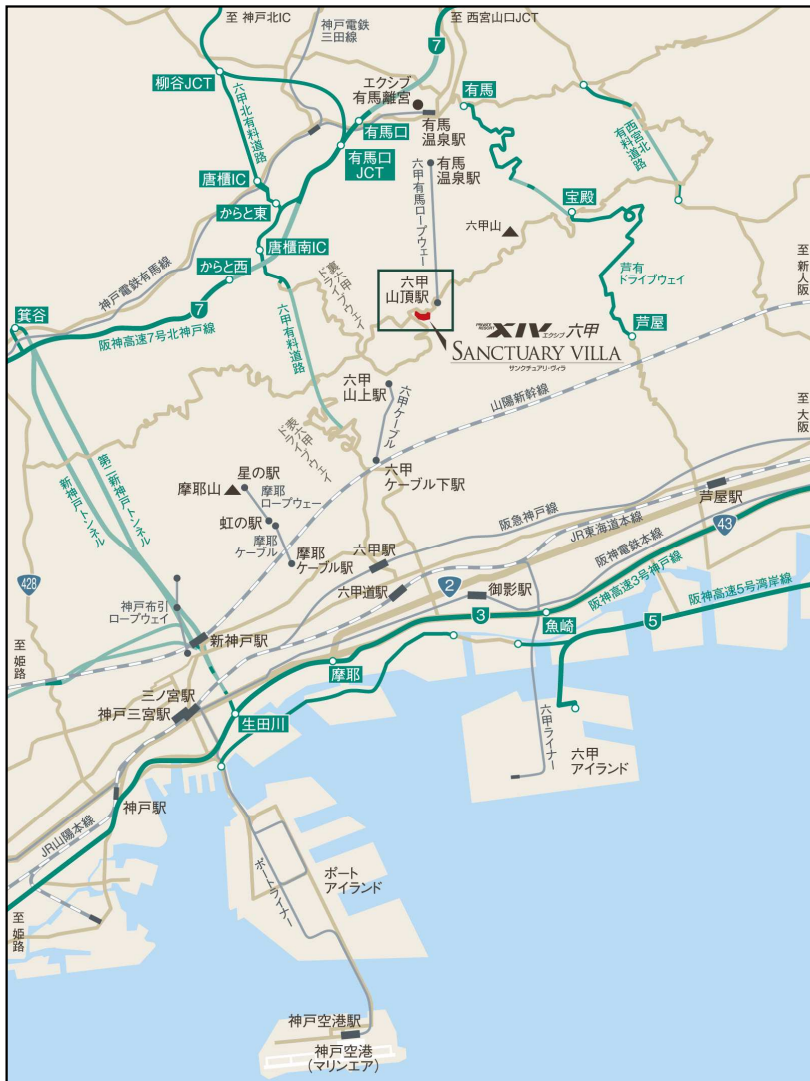 至 神戸北IC
神戸電鉄
三田線
至 西宮山口JCT
7
柳谷JCT
エクシブ
有馬離宮
有馬
六甲北有料道路
有馬口
有馬
温泉駅
有馬口
JCT
有馬
温泉駅
西宮北
有料道路
唐櫃IC
からと東
六甲有馬ロープウェー
宝殿
六甲山
唐櫃南IC
神戸電鉄有馬線
からと西
裏六甲
ドライブウェイ
芦有
ドライブウェイ
至 新大阪
六甲
山頂駅
箕谷
7
阪神高速7号北神戸線
六甲有料道路
PRIVATE RESORT XIV エクシブ 六甲
SANCTUARY VILLA
サンクチュアリ・ヴィラ
芦屋
六甲
山上駅
六甲ケーブル
山陽新幹線
至 大阪
表六甲
ドライブウェイ
第二新神戸トンネル
新神戸トンネル
星の駅
摩耶山
摩耶
ロープウェー
六甲
ケーブル下駅
芦屋駅
虹の駅
摩耶
ケーブル
阪急神戸線
JR東海道本線
43
摩耶
ケーブル駅
六甲駅
阪神電鉄本線
428
六甲道駅
2
御影駅
阪神高速3号神戸線
阪神高速5号湾岸線
神戸布引
ロープウェイ
3
魚崎
5
新神戸駅
至 姫路
摩耶
三ノ宮駅
神戸三宮駅
生田川
六甲ライナー
六甲
アイランド
神戸駅
JR山陽本線
ポートライナー
ポート
アイランド
至 姫路
神戸空港駅
神戸空港
(マリンエア)